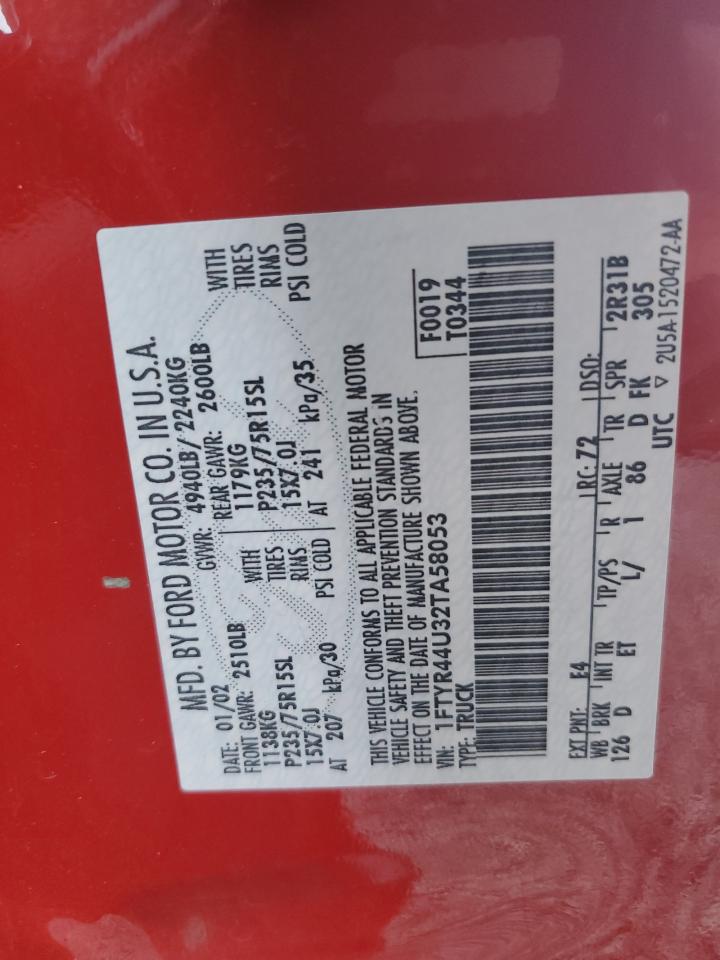 MFD. BY FORD MOTOR CO. IN U.S.A.
DATE: 01/02 GVWR: 4940LB/ 2240KG
FRONT GAWR: 2510LB REAR GAWR: 2600LB
1138KG WITH 1179KG WITH
P235/75R15SL TIRES P235/75R15SL TIRES
15X7.0J RIMS 15X7.0J RIMS
AT 207 kPa/30 PSI COLD AT 241 kPa/35 PSI COLD
THIS VEHICLE CONFORMS TO ALL APPLICABLE FEDERAL MOTOR
VEHICLE SAFETY AND THEFT PREVENTION STANDARDS IN
EFFECT ON THE DATE OF MANUFACTURE SHOWN ABOVE.
VIN: 1FTYR44U32TA58053 F0019
TYPE: TRUCK T0344
EXT PNT: E4 RC: 72 DSO:
WB BRK INT TR TP/PS R AXLE TR SPR 2R31B
126 D ET L/ 1 86 D FK 305
UTC ▽ 2U5A-1520472-AA